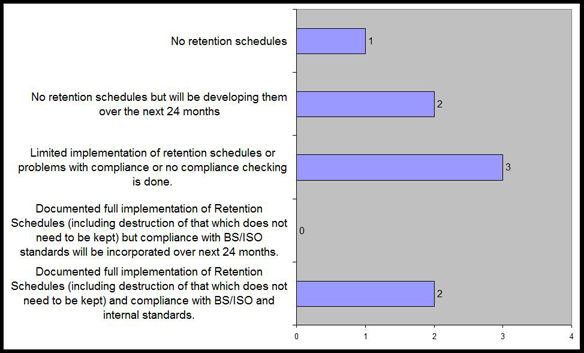 No retention schedules
1
No retention schedules but will be developing them
over the next 24 months
2
Limited implementation of retention schedules or
problems with compliance or no compliance checking
is done.
3
Documented full implementation of Retention
Schedules (including destruction of that which does not
need to be kept) but compliance with BS/ISO
standards will be incorporated over next 24 months.
0
Documented full implementation of Retention
Schedules (including destruction of that which does not
need to be kept) and compliance with BS/ISO and
internal standards.
2
0 1 2 3 4